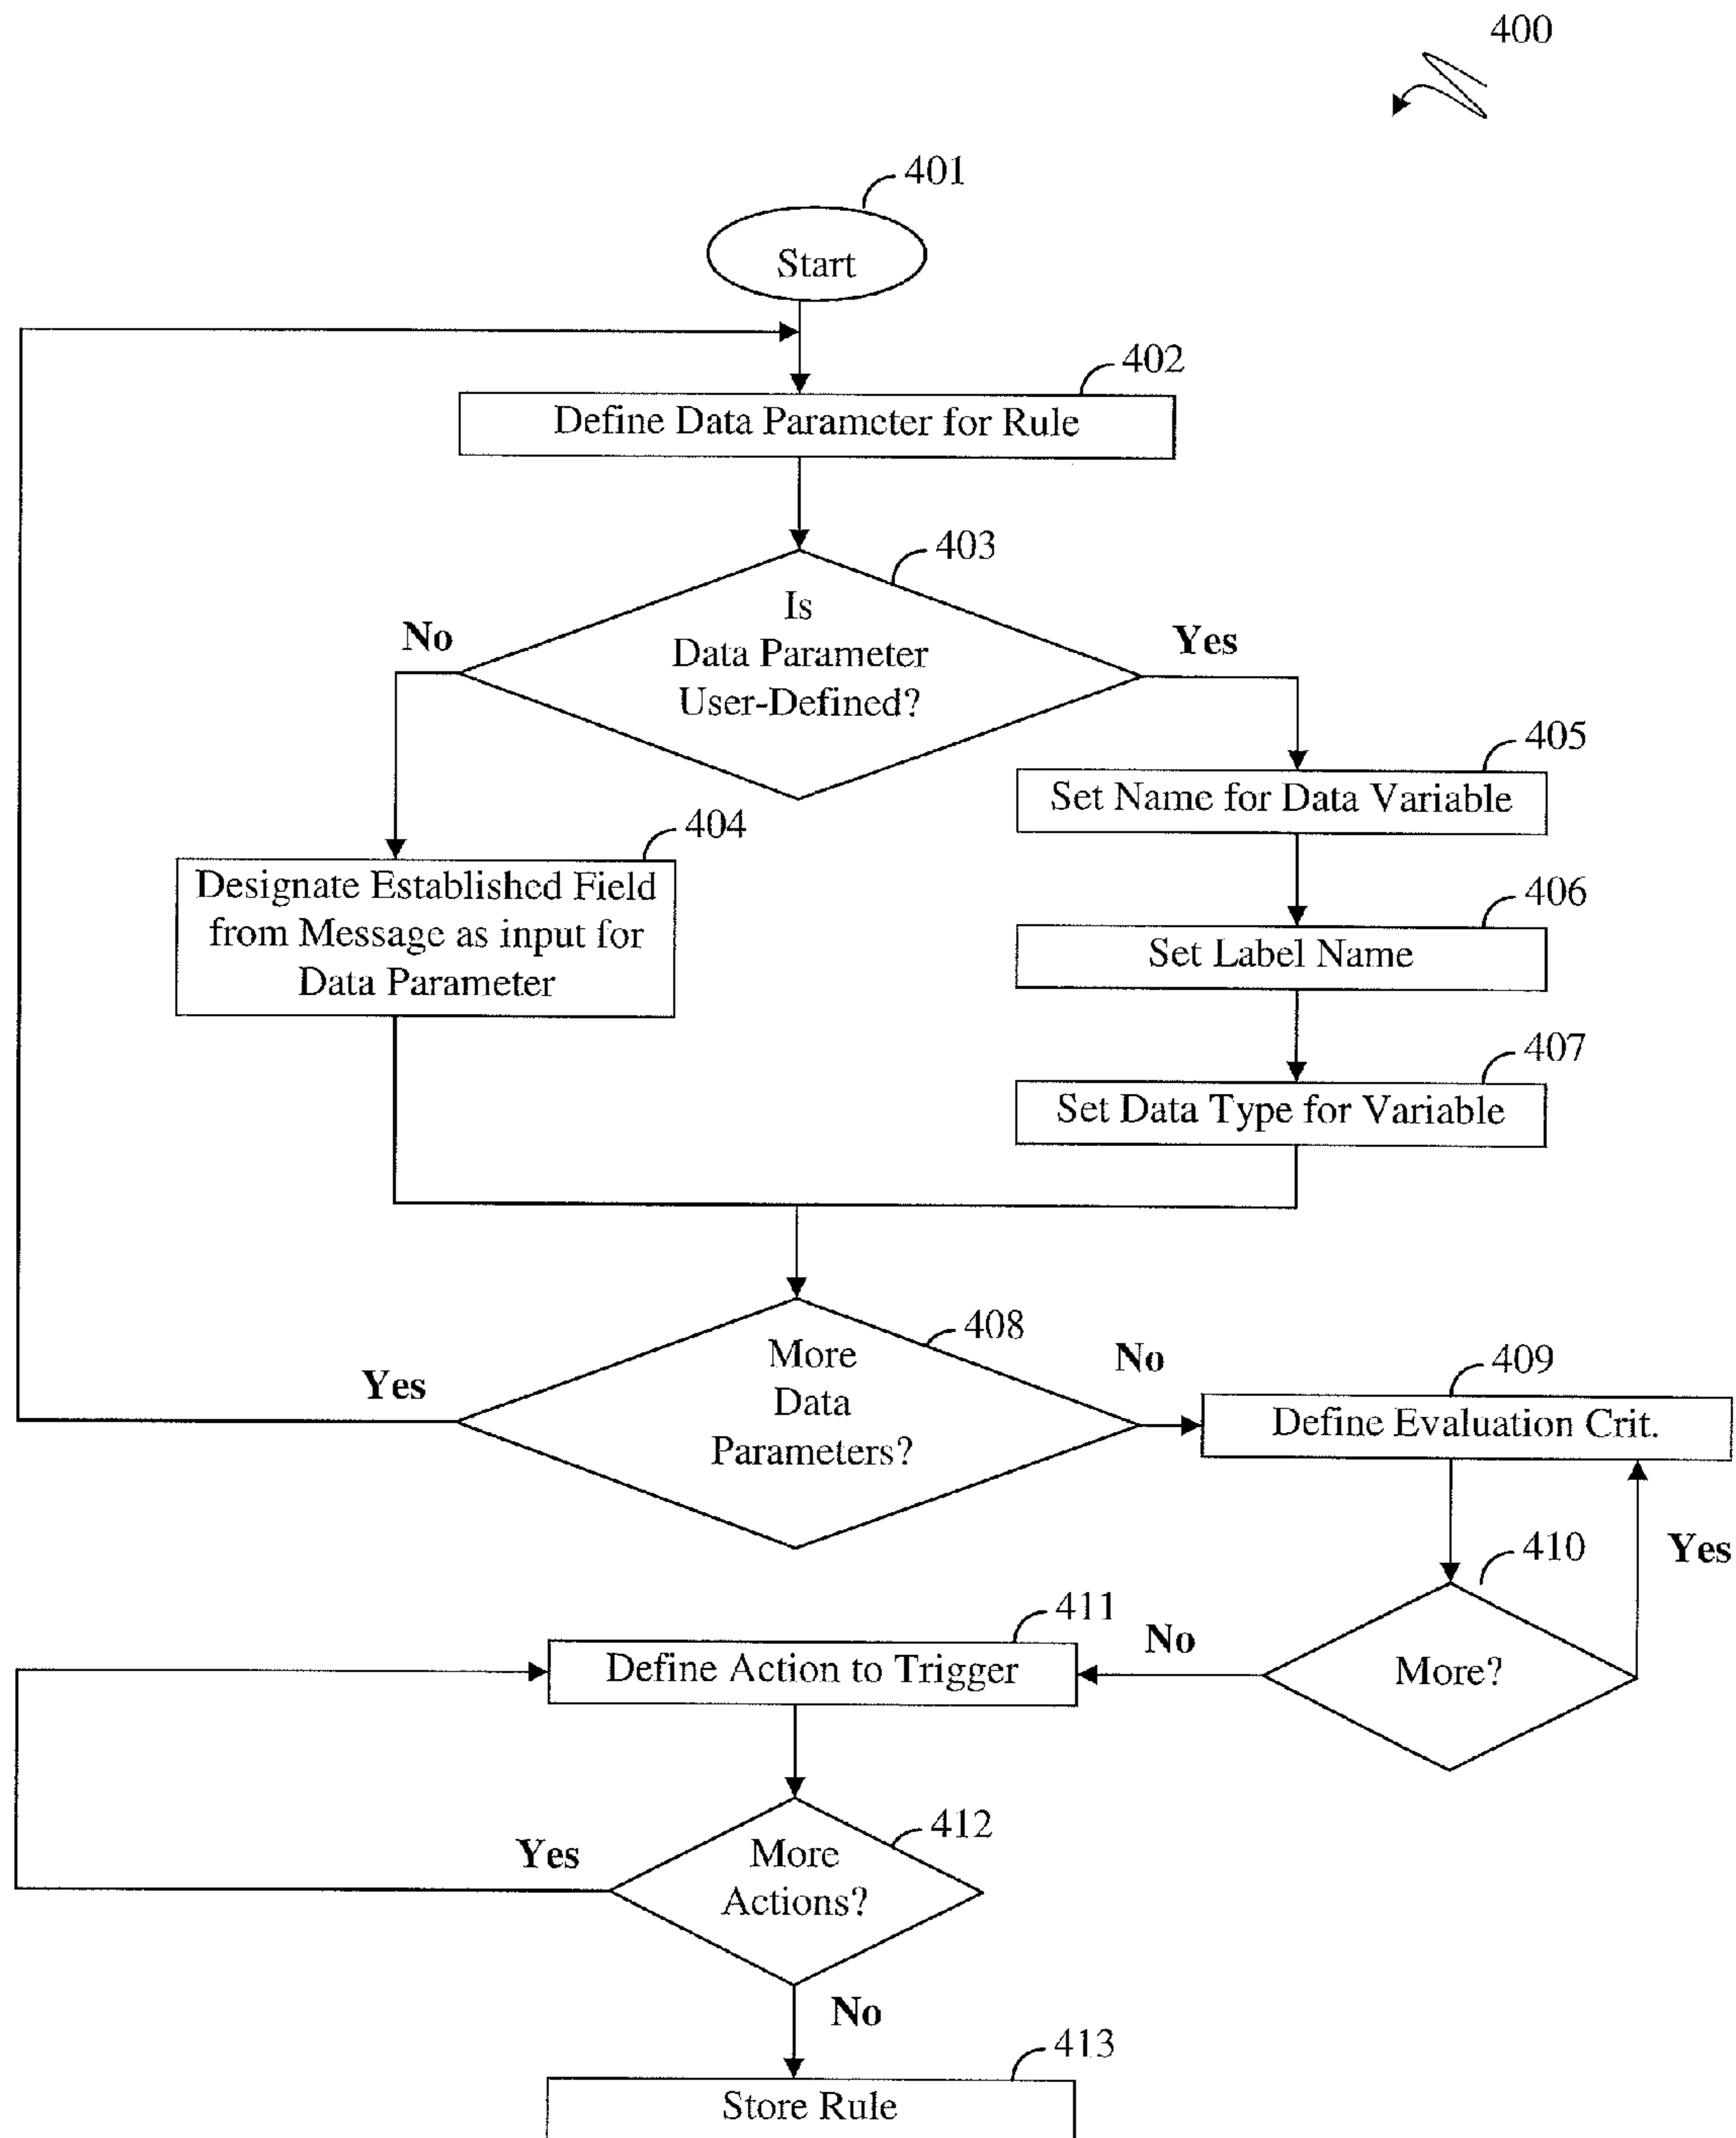 400
401
Start
402
Define Data Parameter for Rule
403
Is
Data Parameter
User-Defined?
No
Yes
405
Set Name for Data Variable
404
Designate Established Field
from Message as input for
Data Parameter
406
Set Label Name
407
Set Data Type for Variable
408
More
Data
Parameters?
Yes
No
409
Define Evaluation Crit.
410
Yes
More?
No
411
Define Action to Trigger
412
More
Actions?
Yes
No
413
Store Rule